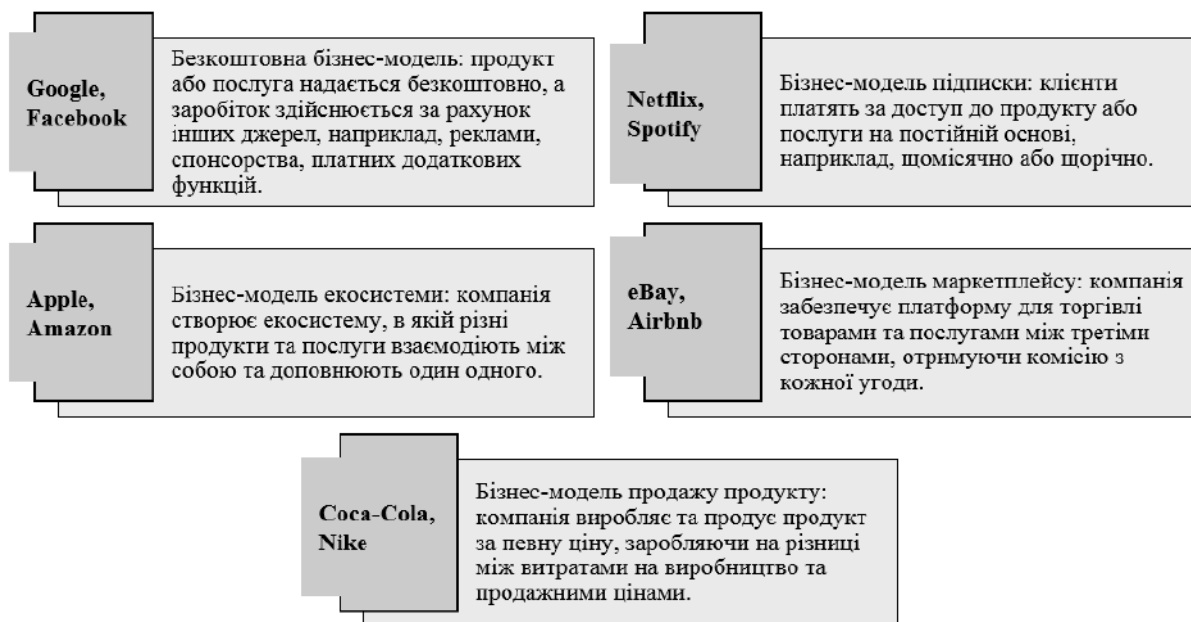 Google,
Facebook
Безкоштовна бізнес-модель: продукт
або послуга надається безкоштовно, а
заробіток здійснюється за рахунок
інших джерел, наприклад, реклами,
спонсорства, платних додаткових
функцій.
Netflix,
Spotify
Бізнес-модель підписки: клієнти
платять за доступ до продукту або
послуги на постійній основі,
наприклад, щомісячно або щорічно.
Apple,
Amazon
Бізнес-модель екосистеми: компанія
створює екосистему, в якій різні
продукти та послуги взаємодіють між
собою та доповнюють один одного.
eBay,
Airbnb
Бізнес-модель маркетплейсу: компанія
забезпечує платформу для торгівлі
товарами та послугами між третіми
сторонами, отримуючи комісію з
кожної угоди.
Coca-Cola,
Nike
Бізнес-модель продажу продукту:
компанія виробляє та продує продукт
за певну ціну, заробляючи на різниці
між витратами на виробництво та
продажними цінами.